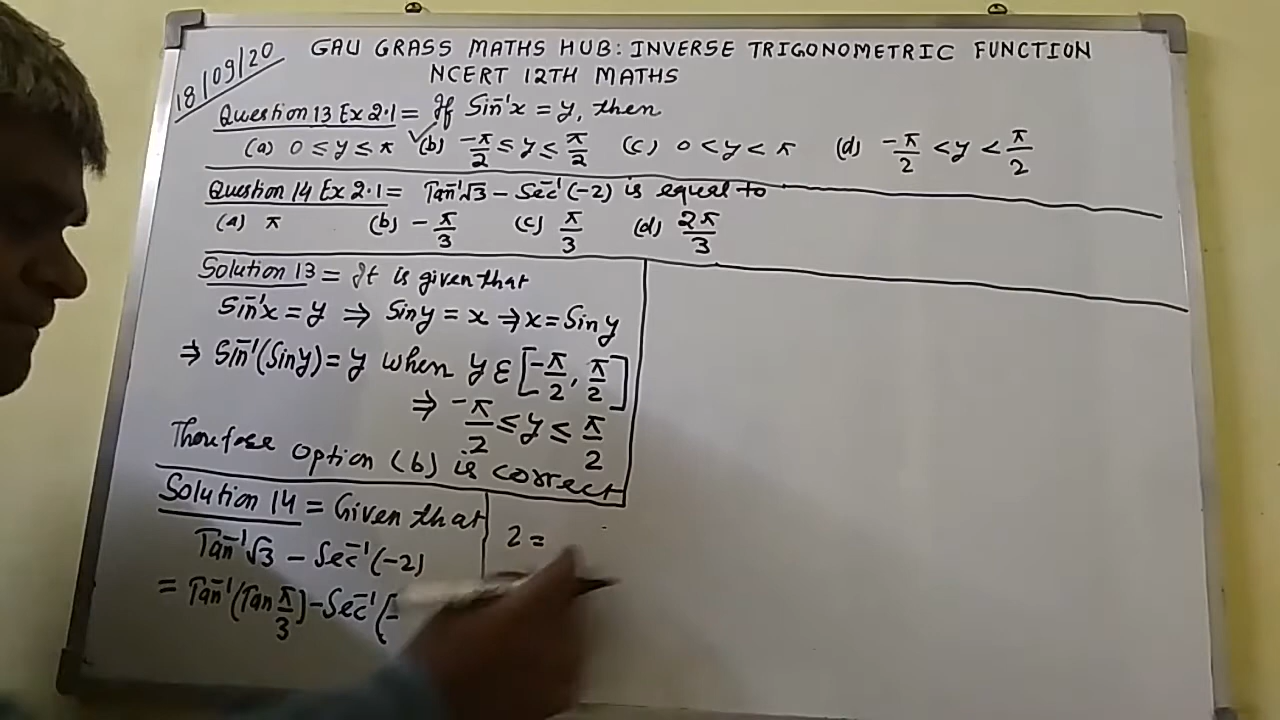 18/09/20
GAU GRASS MATHS HUB: INVERSE TRIGONOMETRIC FUNCTION
NCERT 12TH MATHS
Question 13 Ex 2.1 = If Sin⁻¹x = y, then
(a) 0 ≤ y ≤ π ✓(b) -π/2 ≤ y ≤ π/2 (c) 0 < y < π (d) -π/2 < y < π/2
Question 14 Ex 2.1 = Tan⁻¹√3 - Sec⁻¹(-2) is equal to
(a) π (b) -π/3 (c) π/3 (d) 2π/3
Solution 13 = It is given that
Sin⁻¹x = y ⇒ Sin y = x ⇒ x = Sin y
⇒ Sin⁻¹(Sin y) = y when y ε [-π/2, π/2]
⇒ -π/2 ≤ y ≤ π/2
Therefore option (b) is correct
Solution 14 = Given that
Tan⁻¹√3 - Sec⁻¹(-2)
= Tan⁻¹(Tan π/3) - Sec⁻¹(-
2 =